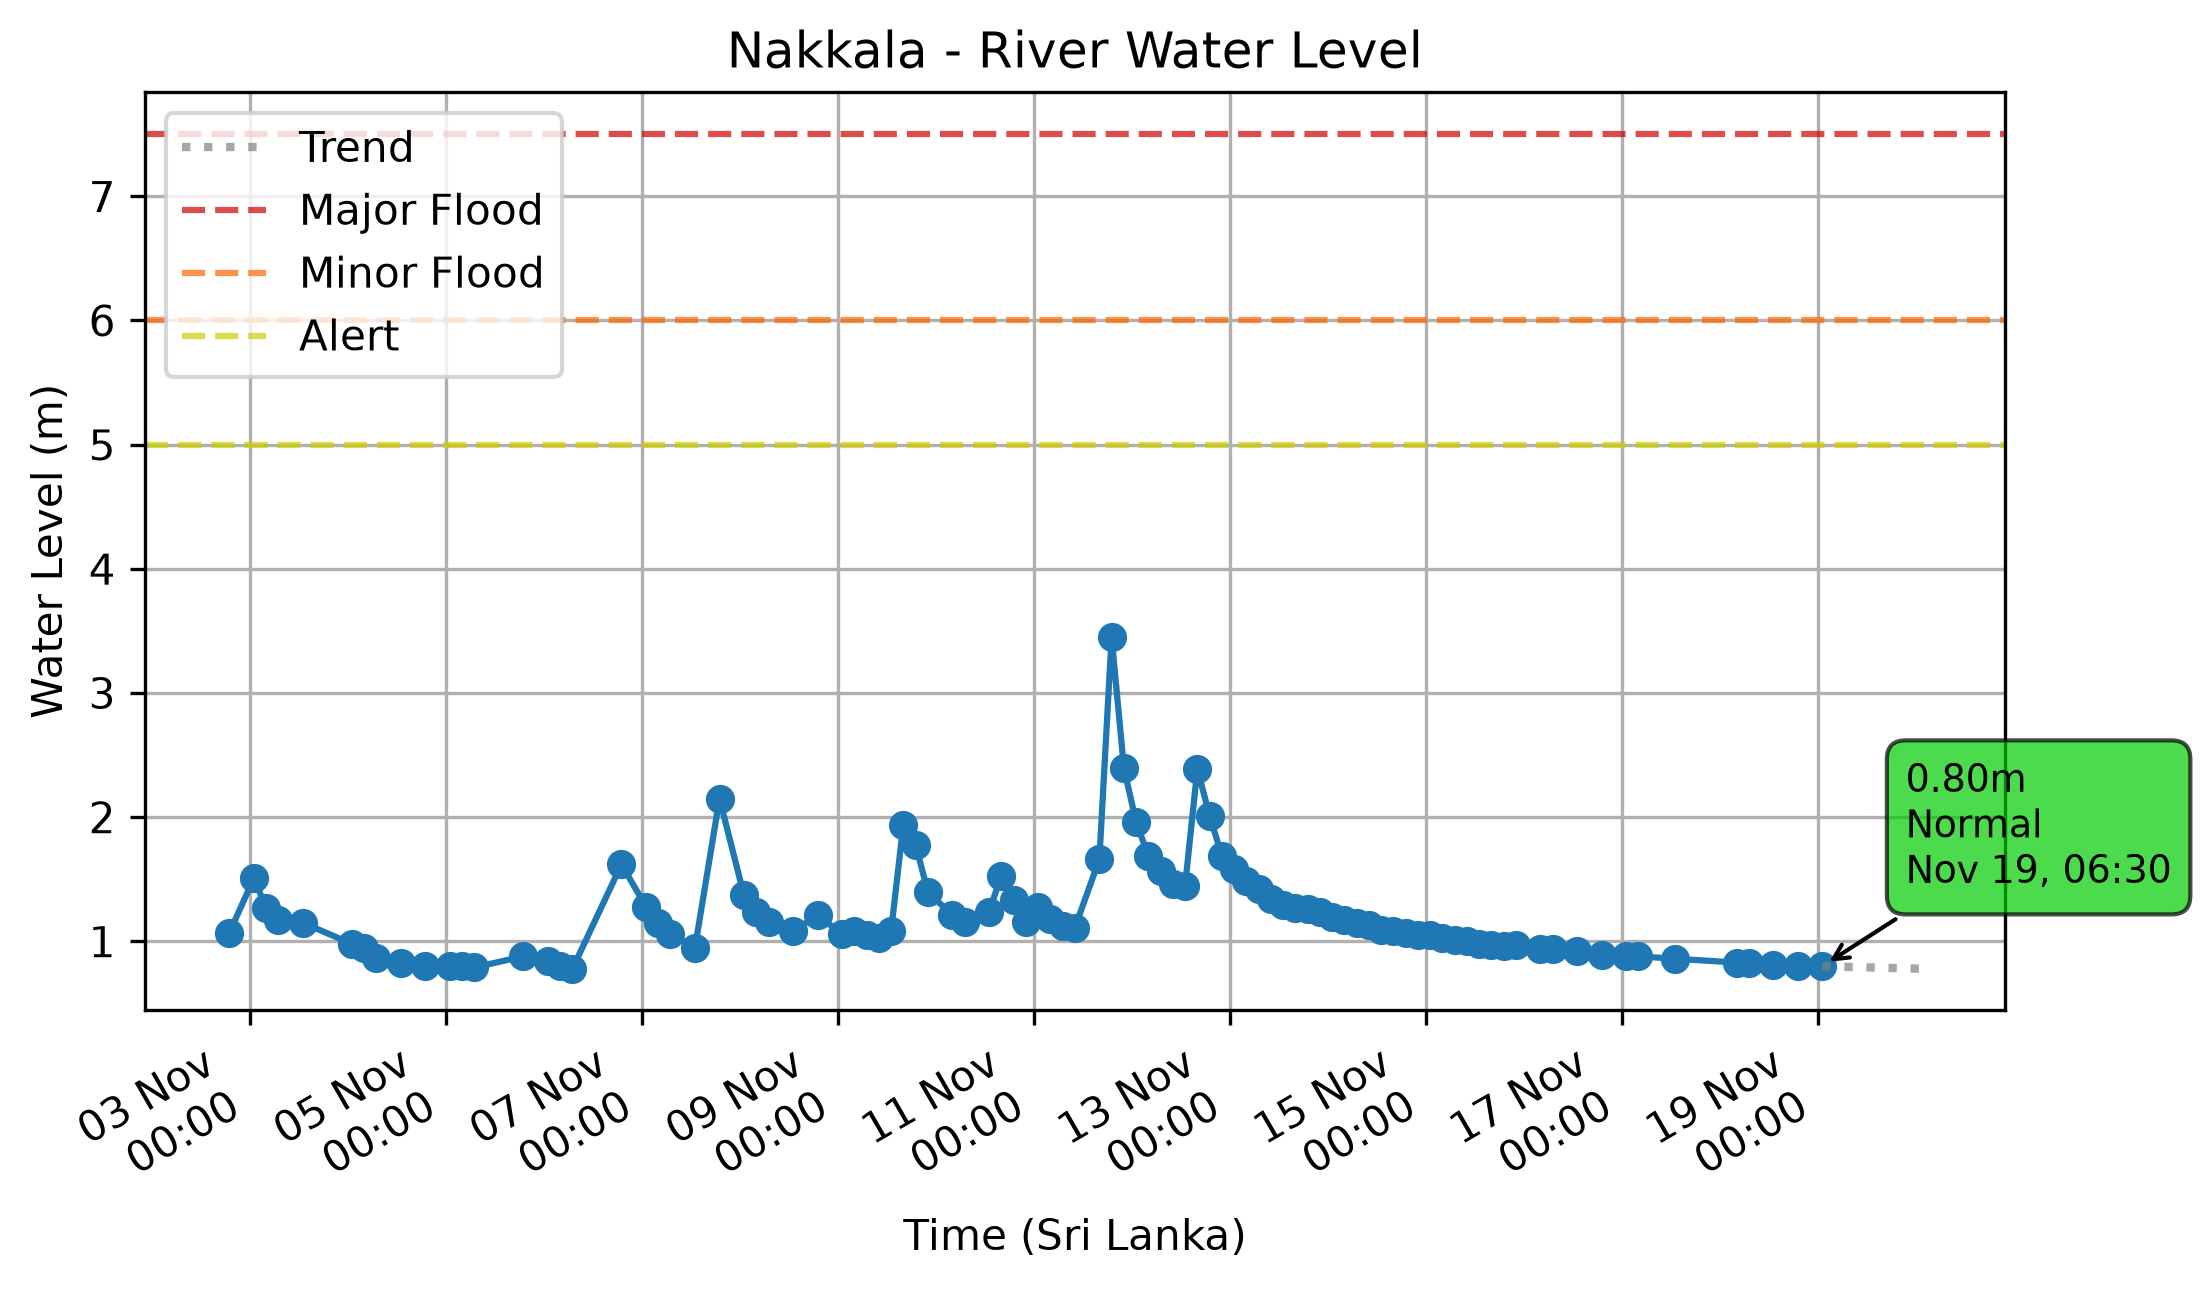 Nakkala - River Water Level
Trend
Major Flood
Minor Flood
Alert
Water Level (m)
7
6
5
4
3
2
1
0.80m
Normal
Nov 19, 06:30
03 Nov
00:00
05 Nov
00:00
07 Nov
00:00
09 Nov
00:00
11 Nov
00:00
13 Nov
00:00
15 Nov
00:00
17 Nov
00:00
19 Nov
00:00
Time (Sri Lanka)